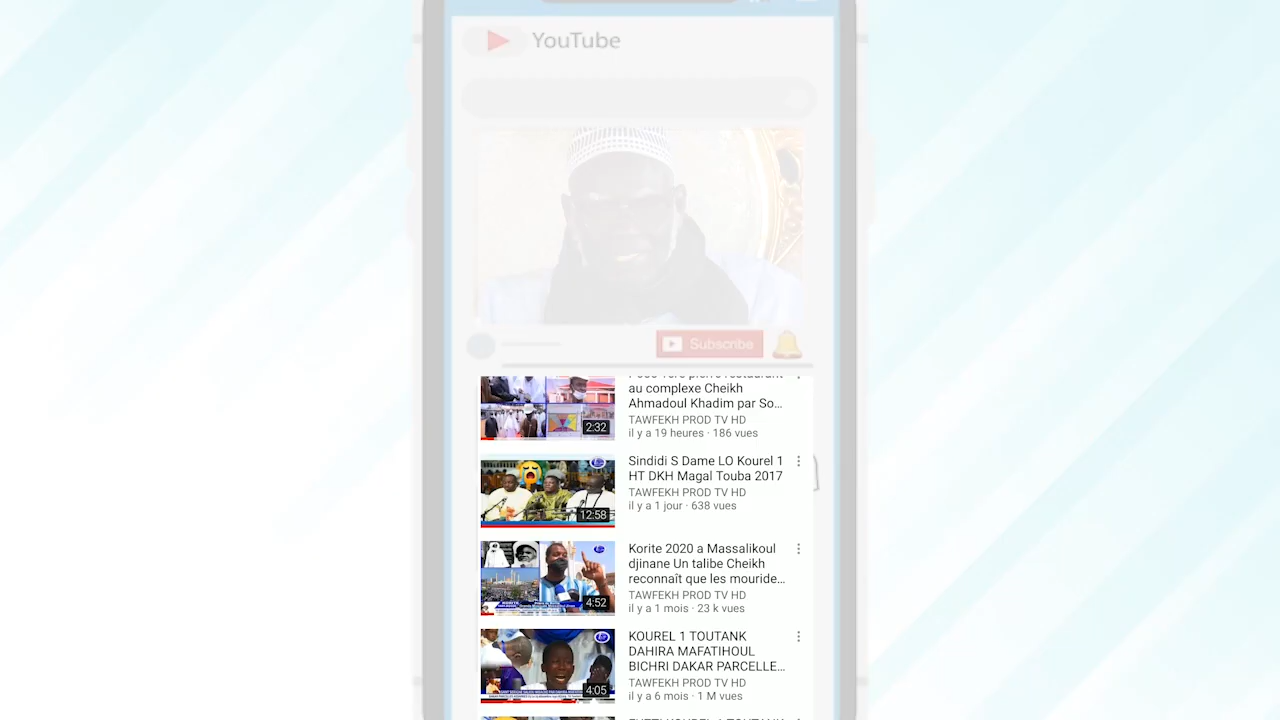 YouTube
Subscribe
au complexe Cheikh
Ahmadoul Khadim par So...
TAWFEKH PROD TV HD
il y a 19 heures · 186 vues
2:32
Sindidi S Dame LO Kourel 1
HT DKH Magal Touba 2017
TAWFEKH PROD TV HD
il y a 1 jour · 638 vues
12:58
Korite 2020 a Massalikoul
djinane Un talibe Cheikh
reconnaît que les mouride...
TAWFEKH PROD TV HD
il y a 1 mois · 23 k vues
4:52
KOUREL 1 TOUTANK
DAHIRA MAFATIHOUL
BICHRI DAKAR PARCELLE...
TAWFEKH PROD TV HD
il y a 6 mois · 1 M vues
4:05